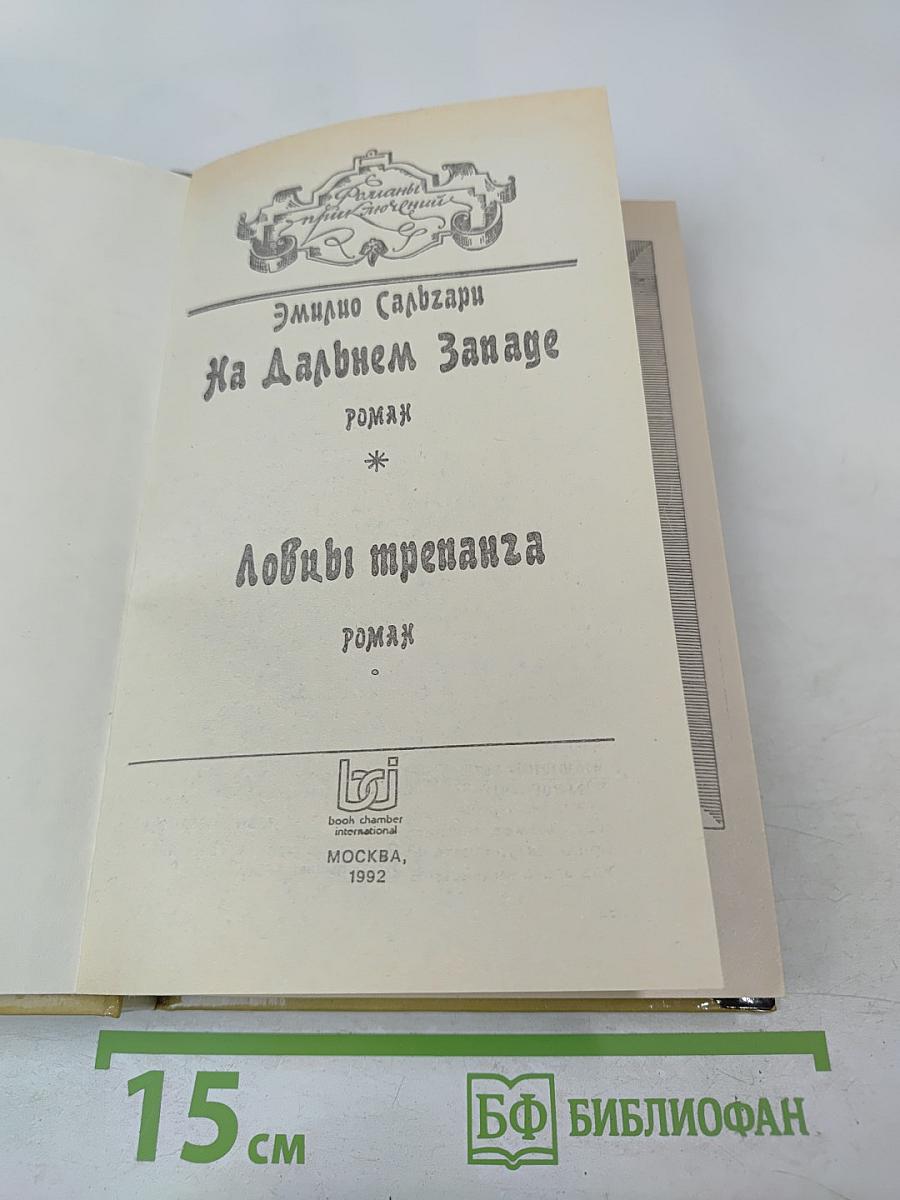 Романы
приключений
Эмилио Сальгари
На Дальнем Западе
роман
*
Ловцы трепанга
роман
bci
book chamber
international
МОСКВА,
1992
15 см
БФ БИБЛИОФАН